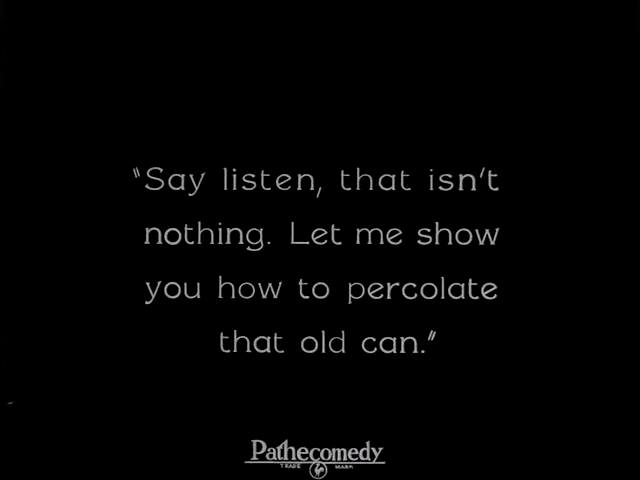 "Say listen, that isn't
nothing. Let me show
you how to percolate
that old can."
Pathecomedy
TRADE MARK